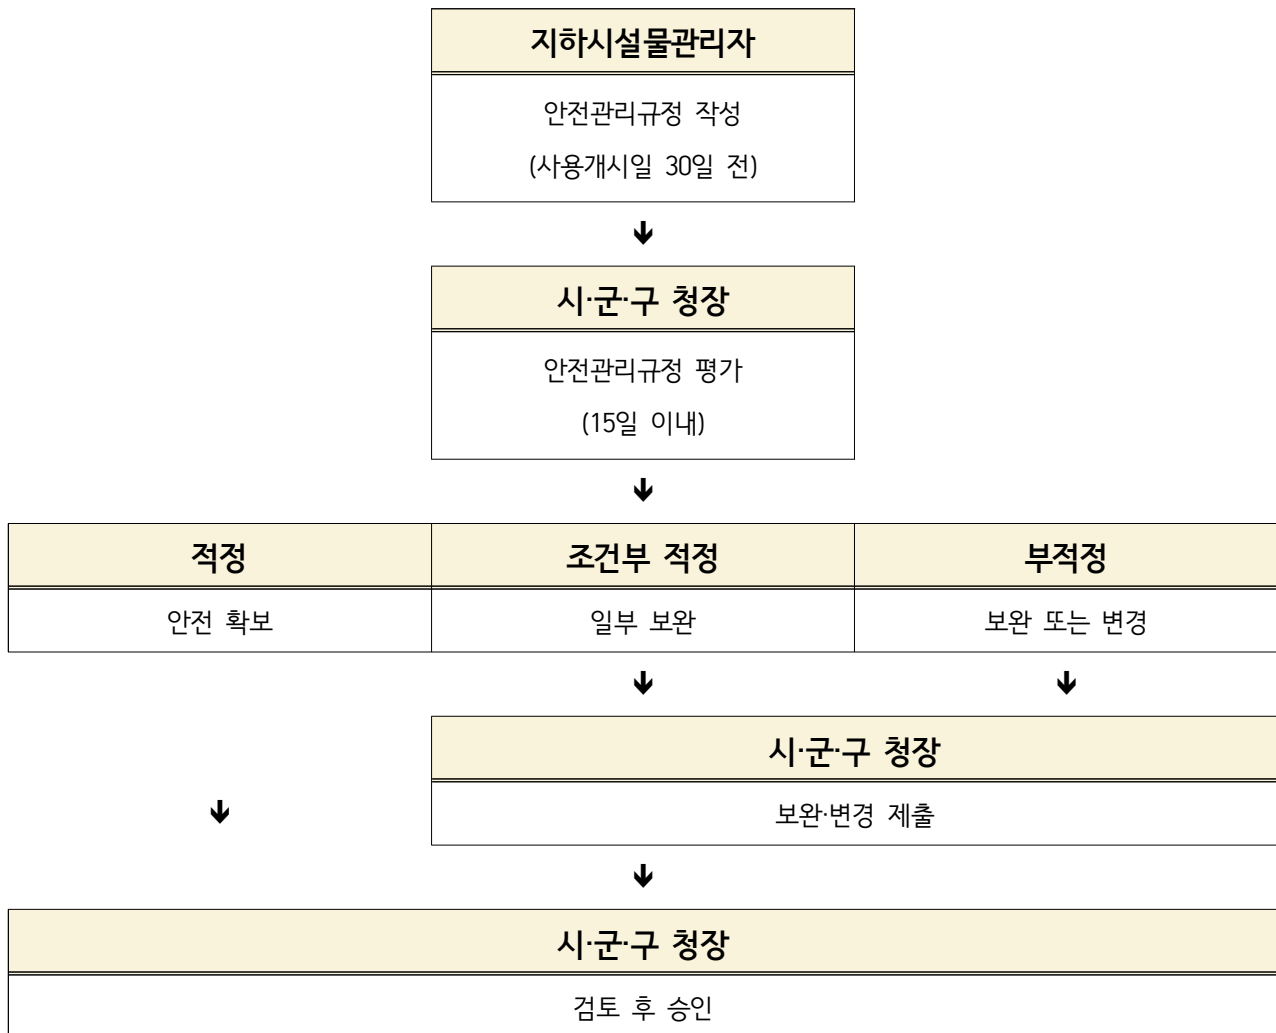 지하시설물관리자
안전관리규정 작성
(사용개시일 30일 전)
시·군·구 청장
안전관리규정 평가
(15일 이내)
적정 조건부 적정 부적정
안전 확보 일부 보완 보완 또는 변경
시·군·구 청장
보완·변경 제출
시·군·구 청장
검토 후 승인